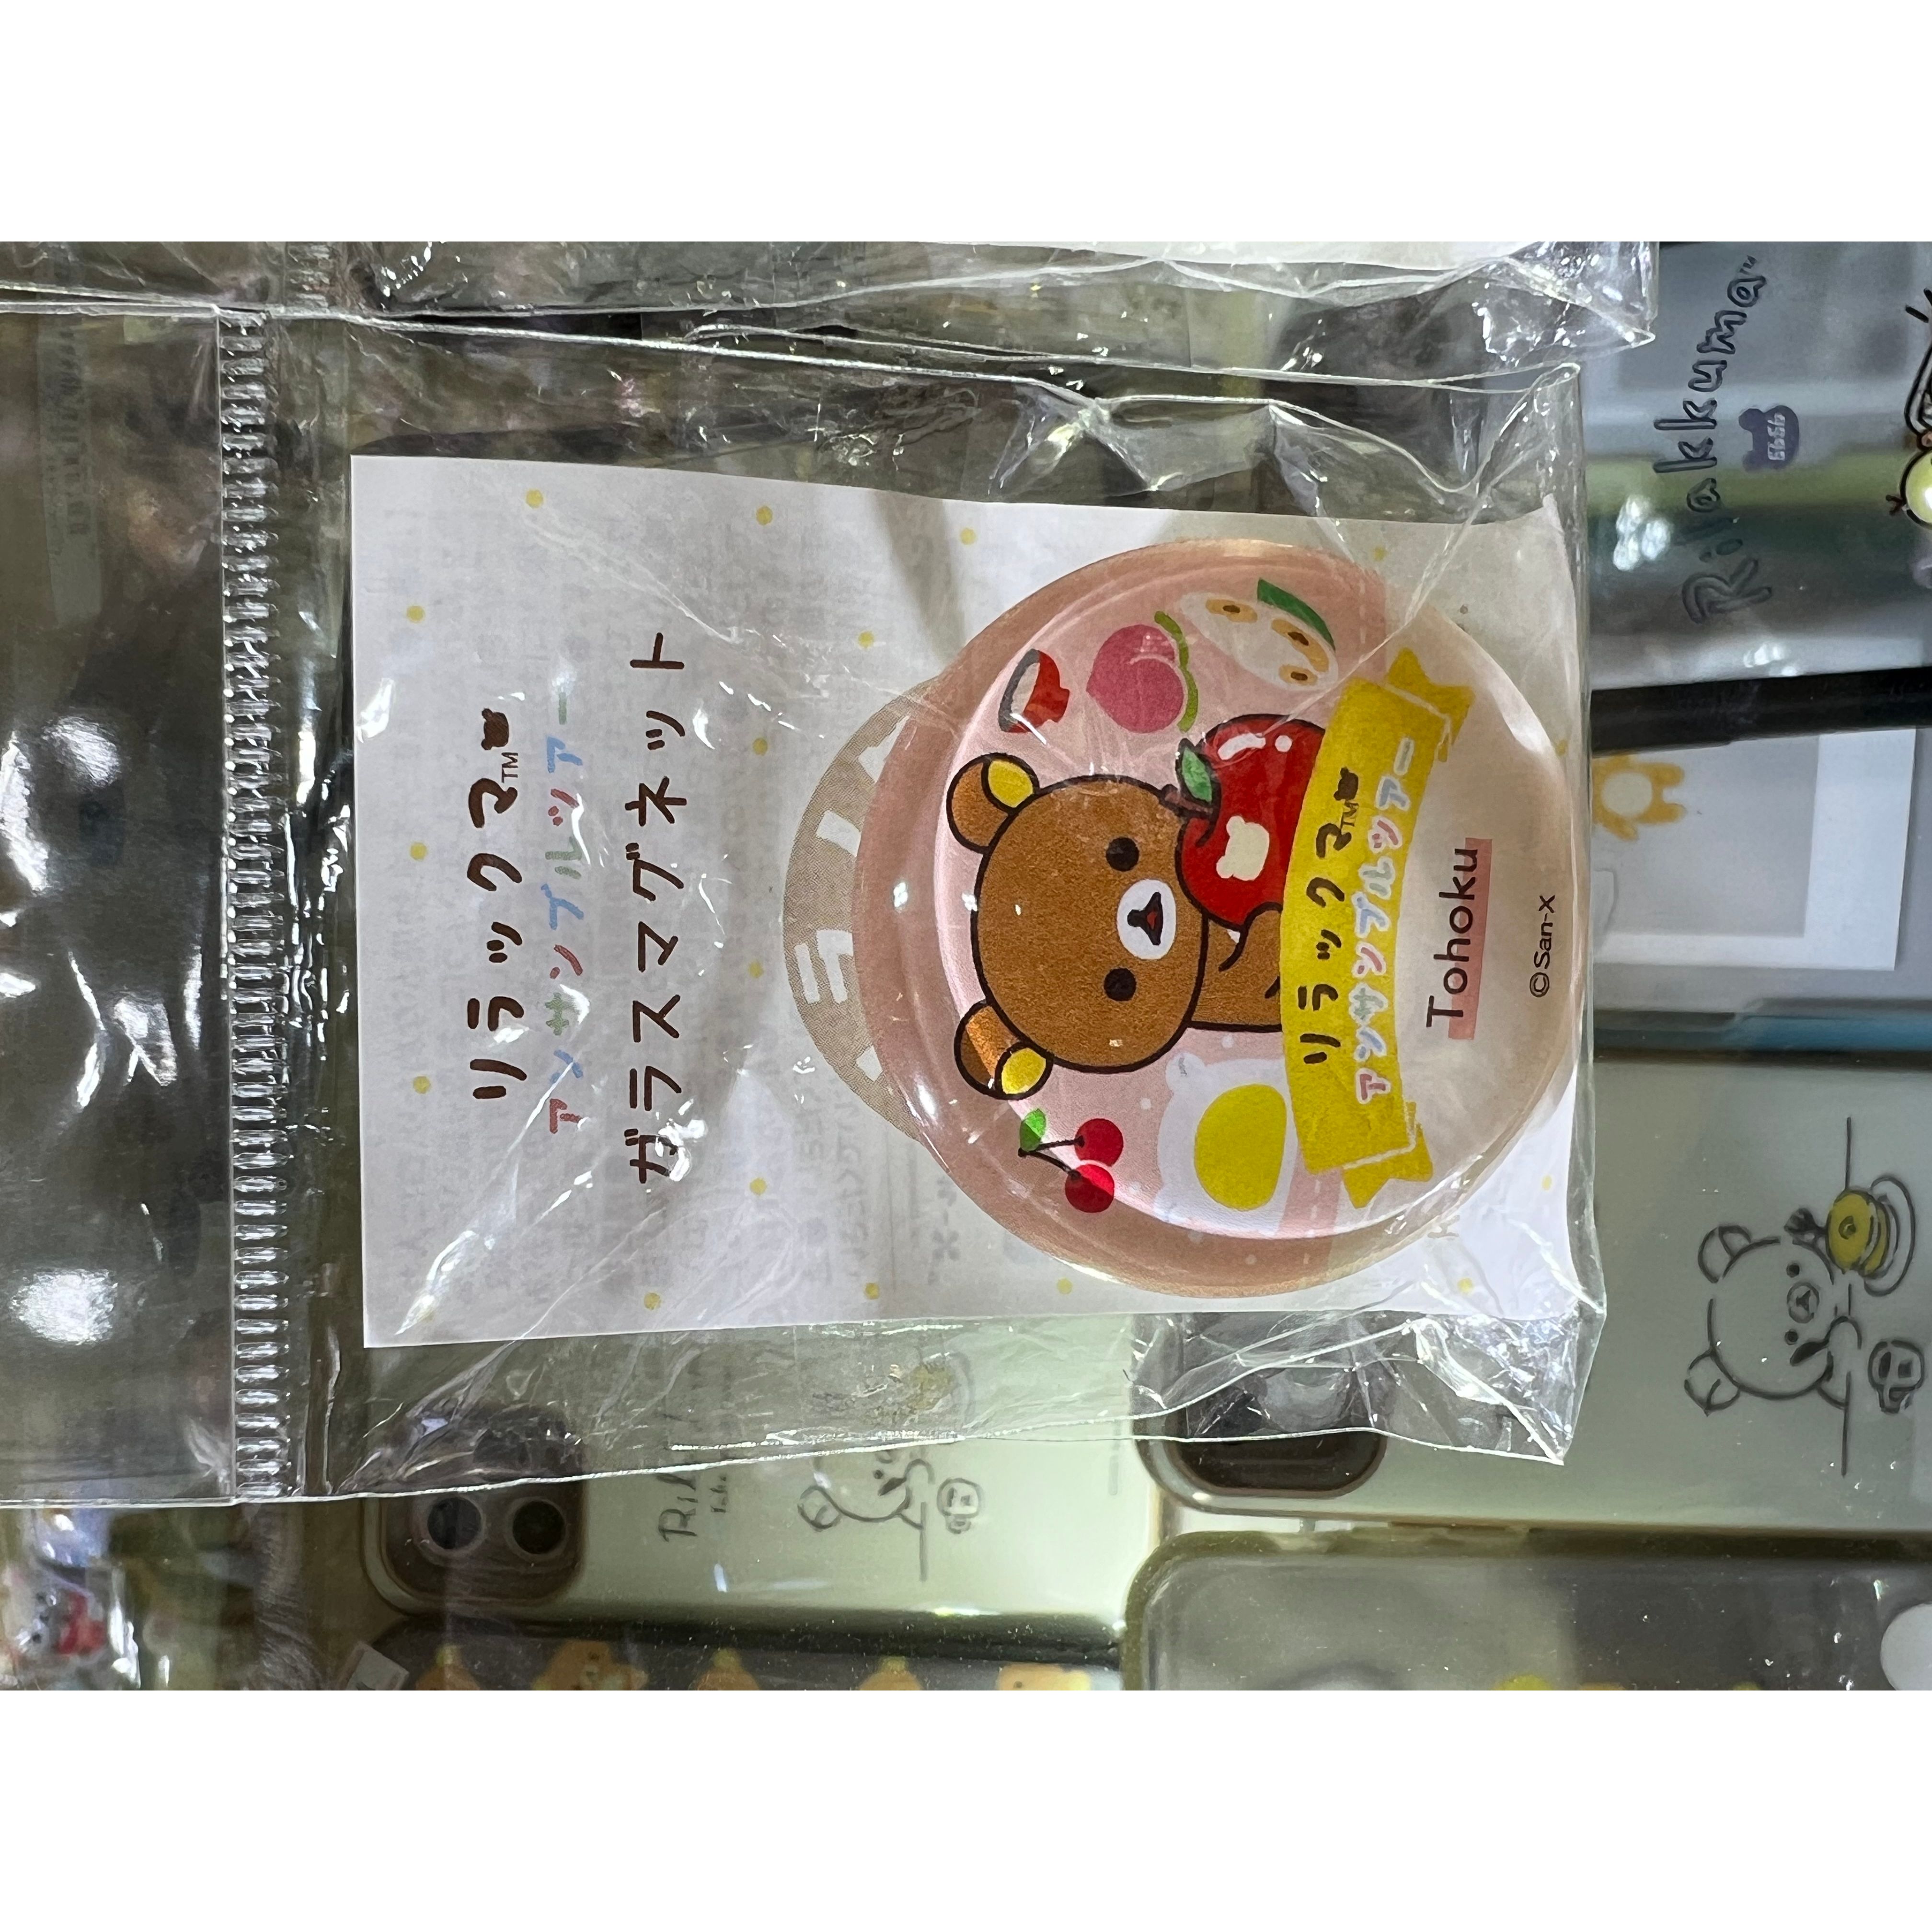 リラックマ™
アンサンブルツアー
ガラスマグネット
リラックマ™
アンサンブルツアー
Tohoku
©San-X
Rilakkuma™